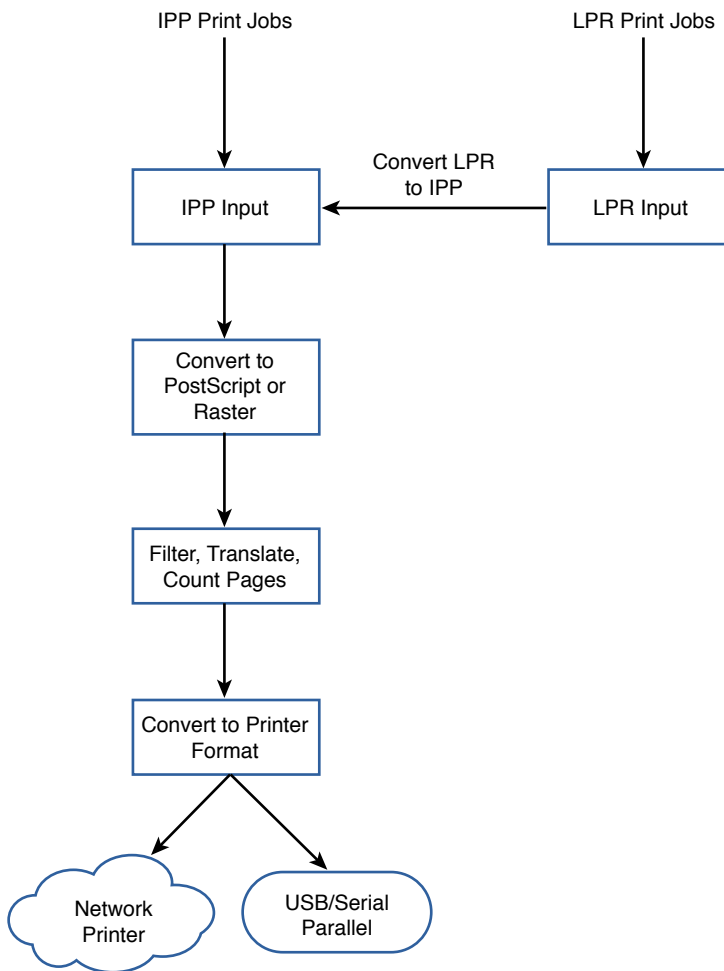 IPP Print Jobs
LPR Print Jobs
Convert LPR
to IPP
IPP Input
LPR Input
Convert to
PostScript or
Raster
Filter, Translate,
Count Pages
Convert to Printer
Format
Network
Printer
USB/Serial
Parallel